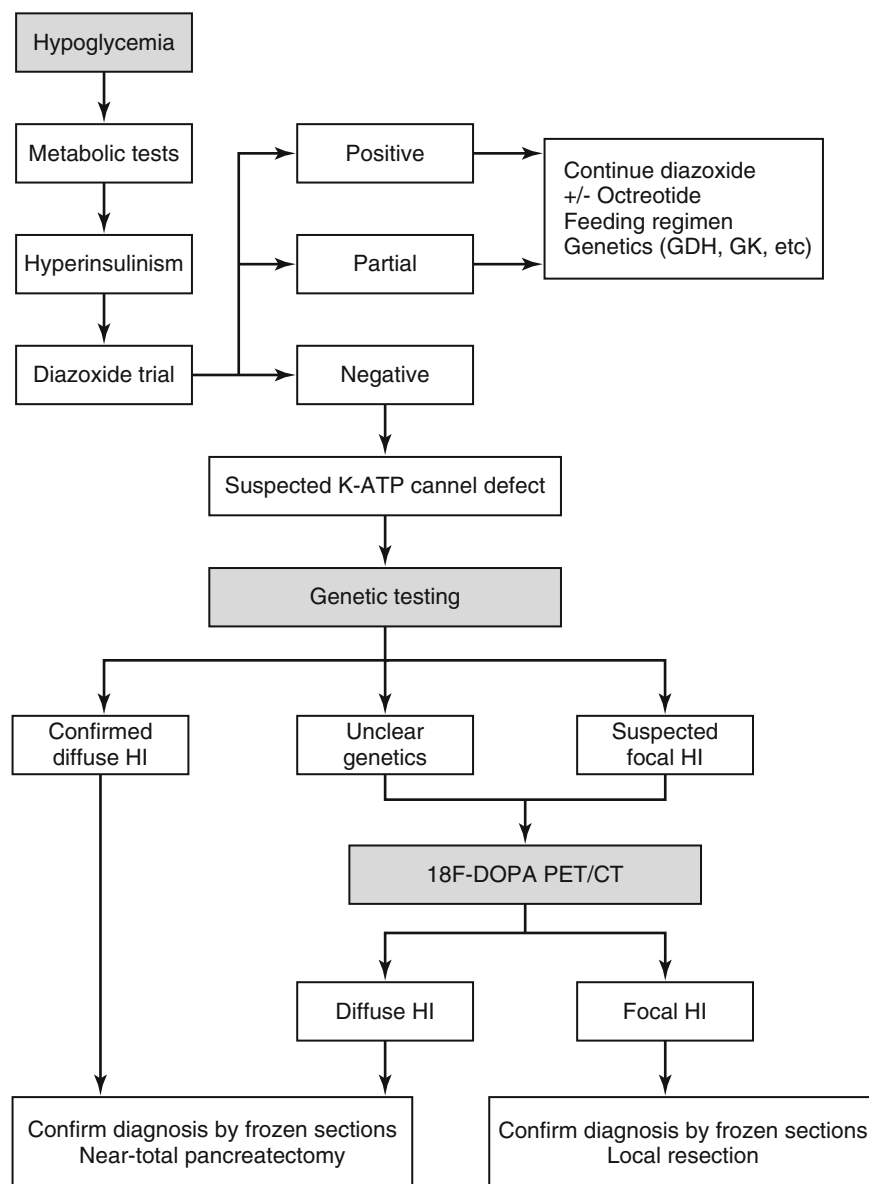 Hypoglycemia
Metabolic tests
Hyperinsulinism
Diazoxide trial
Positive
Partial
Negative
Continue diazoxide
+/- Octreotide
Feeding regimen
Genetics (GDH, GK, etc)
Suspected K-ATP cannel defect
Genetic testing
Confirmed
diffuse HI
Unclear
genetics
Suspected
focal HI
18F-DOPA PET/CT
Diffuse HI
Focal HI
Confirm diagnosis by frozen sections
Near-total pancreatectomy
Confirm diagnosis by frozen sections
Local resection